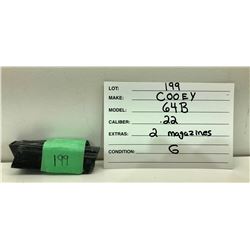 LOT: 199
MAKE: COOEY
MODEL: 64B
CALIBER: .22
EXTRAS: 2 magazines
CONDITION: G
199